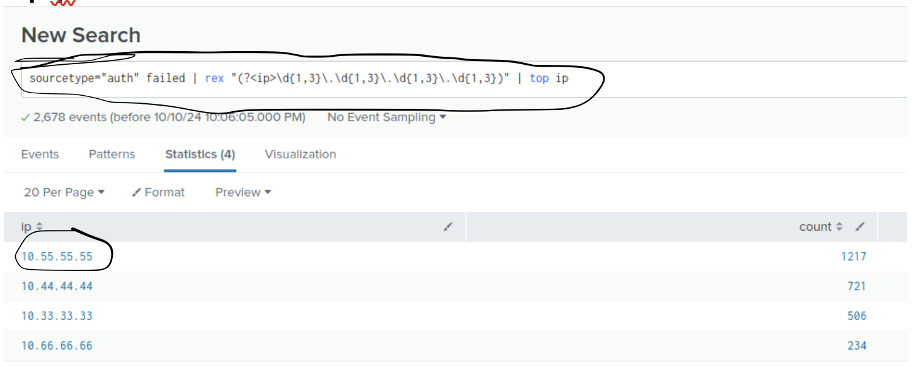 New Search
sourcetype="auth" failed | rex "(?<ip>\d{1,3}\.\d{1,3}\.\d{1,3}\.\d{1,3})" | top ip
✓ 2,678 events (before 10/10/24 10:06:05.000 PM) No Event Sampling ▾
Events Patterns Statistics (4) Visualization
20 Per Page ▾ Format Preview ▾
ip count
10.55.55.55 1217
10.44.44.44 721
10.33.33.33 506
10.66.66.66 234